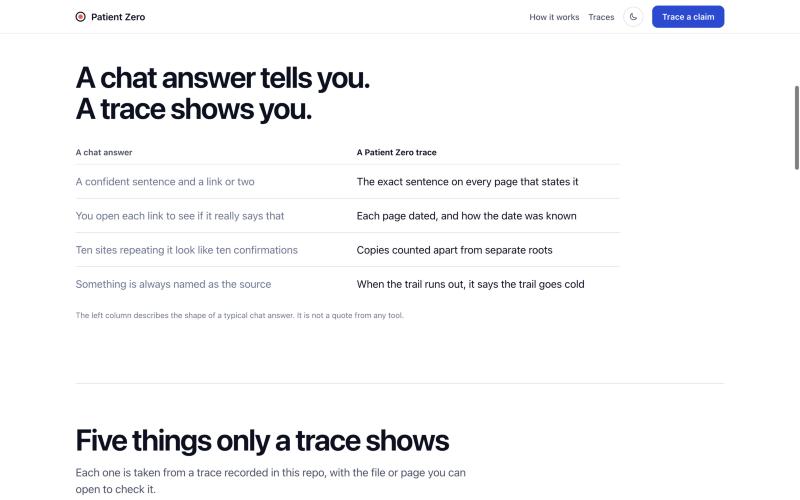 Patient Zero
How it works
Traces
Trace a claim
A chat answer tells you.
A trace shows you.
A chat answer
A Patient Zero trace
A confident sentence and a link or two
The exact sentence on every page that states it
You open each link to see if it really says that
Each page dated, and how the date was known
Ten sites repeating it look like ten confirmations
Copies counted apart from separate roots
Something is always named as the source
When the trail runs out, it says the trail goes cold
The left column describes the shape of a typical chat answer. It is not a quote from any tool.
Five things only a trace shows
Each one is taken from a trace recorded in this repo, with the file or page you can
open to check it.